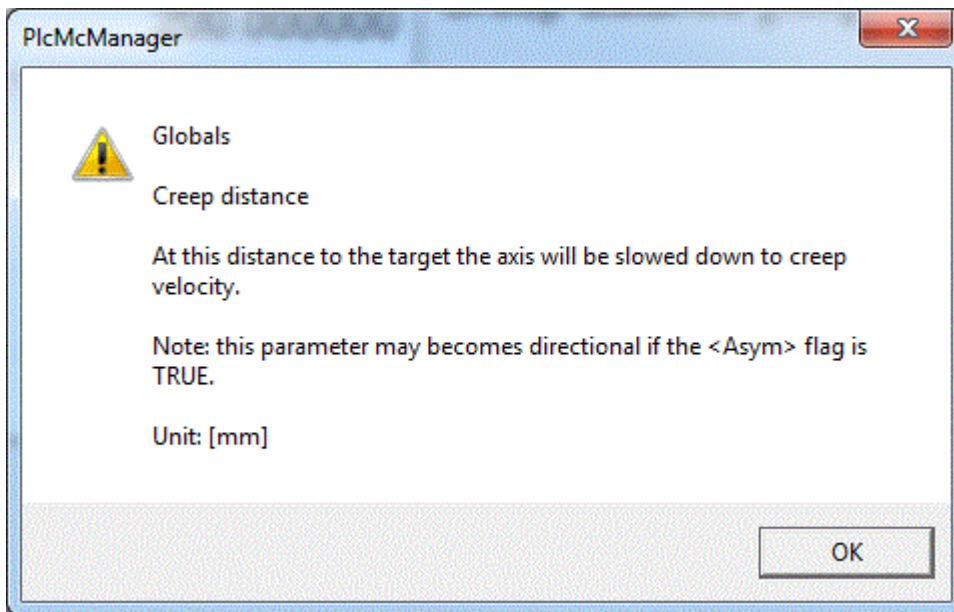 PlcMcManager
Globals
Creep distance
At this distance to the target the axis will be slowed down to creep
velocity.
Note: this parameter may becomes directional if the <Asym> flag is
TRUE.
Unit: [mm]
OK